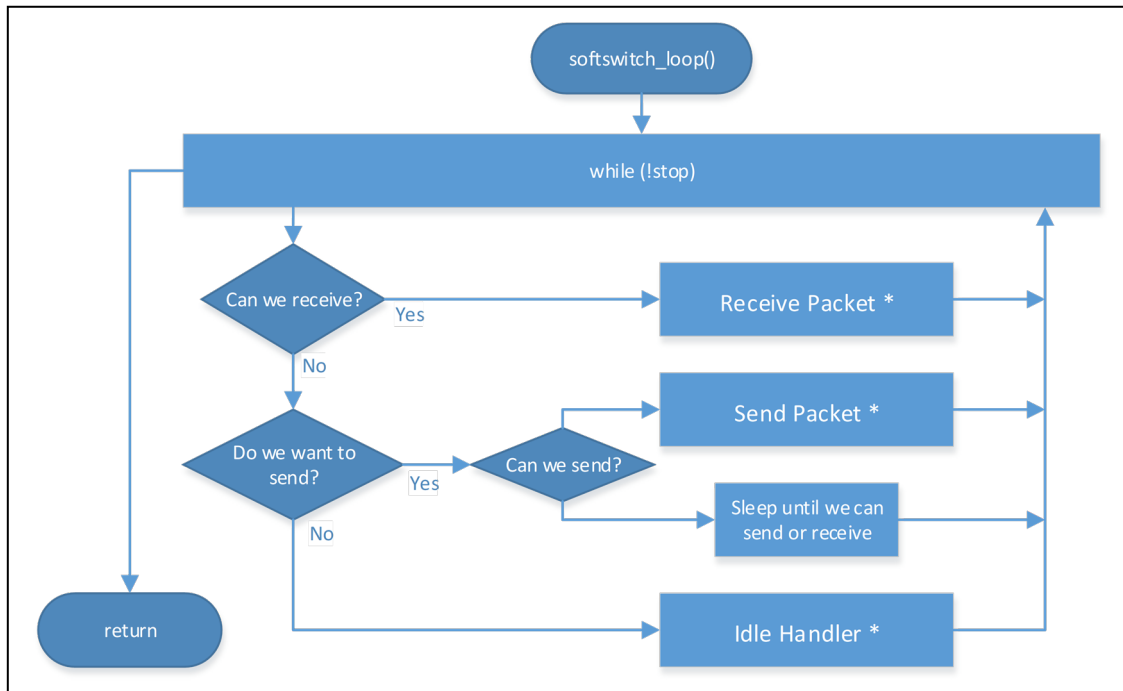 softswitch_loop()
while (!stop)
Can we receive?
Yes
Receive Packet *
No
Send Packet *
Do we want to
send?
Yes
Can we send?
Sleep until we can
send or receive
No
return
Idle Handler *